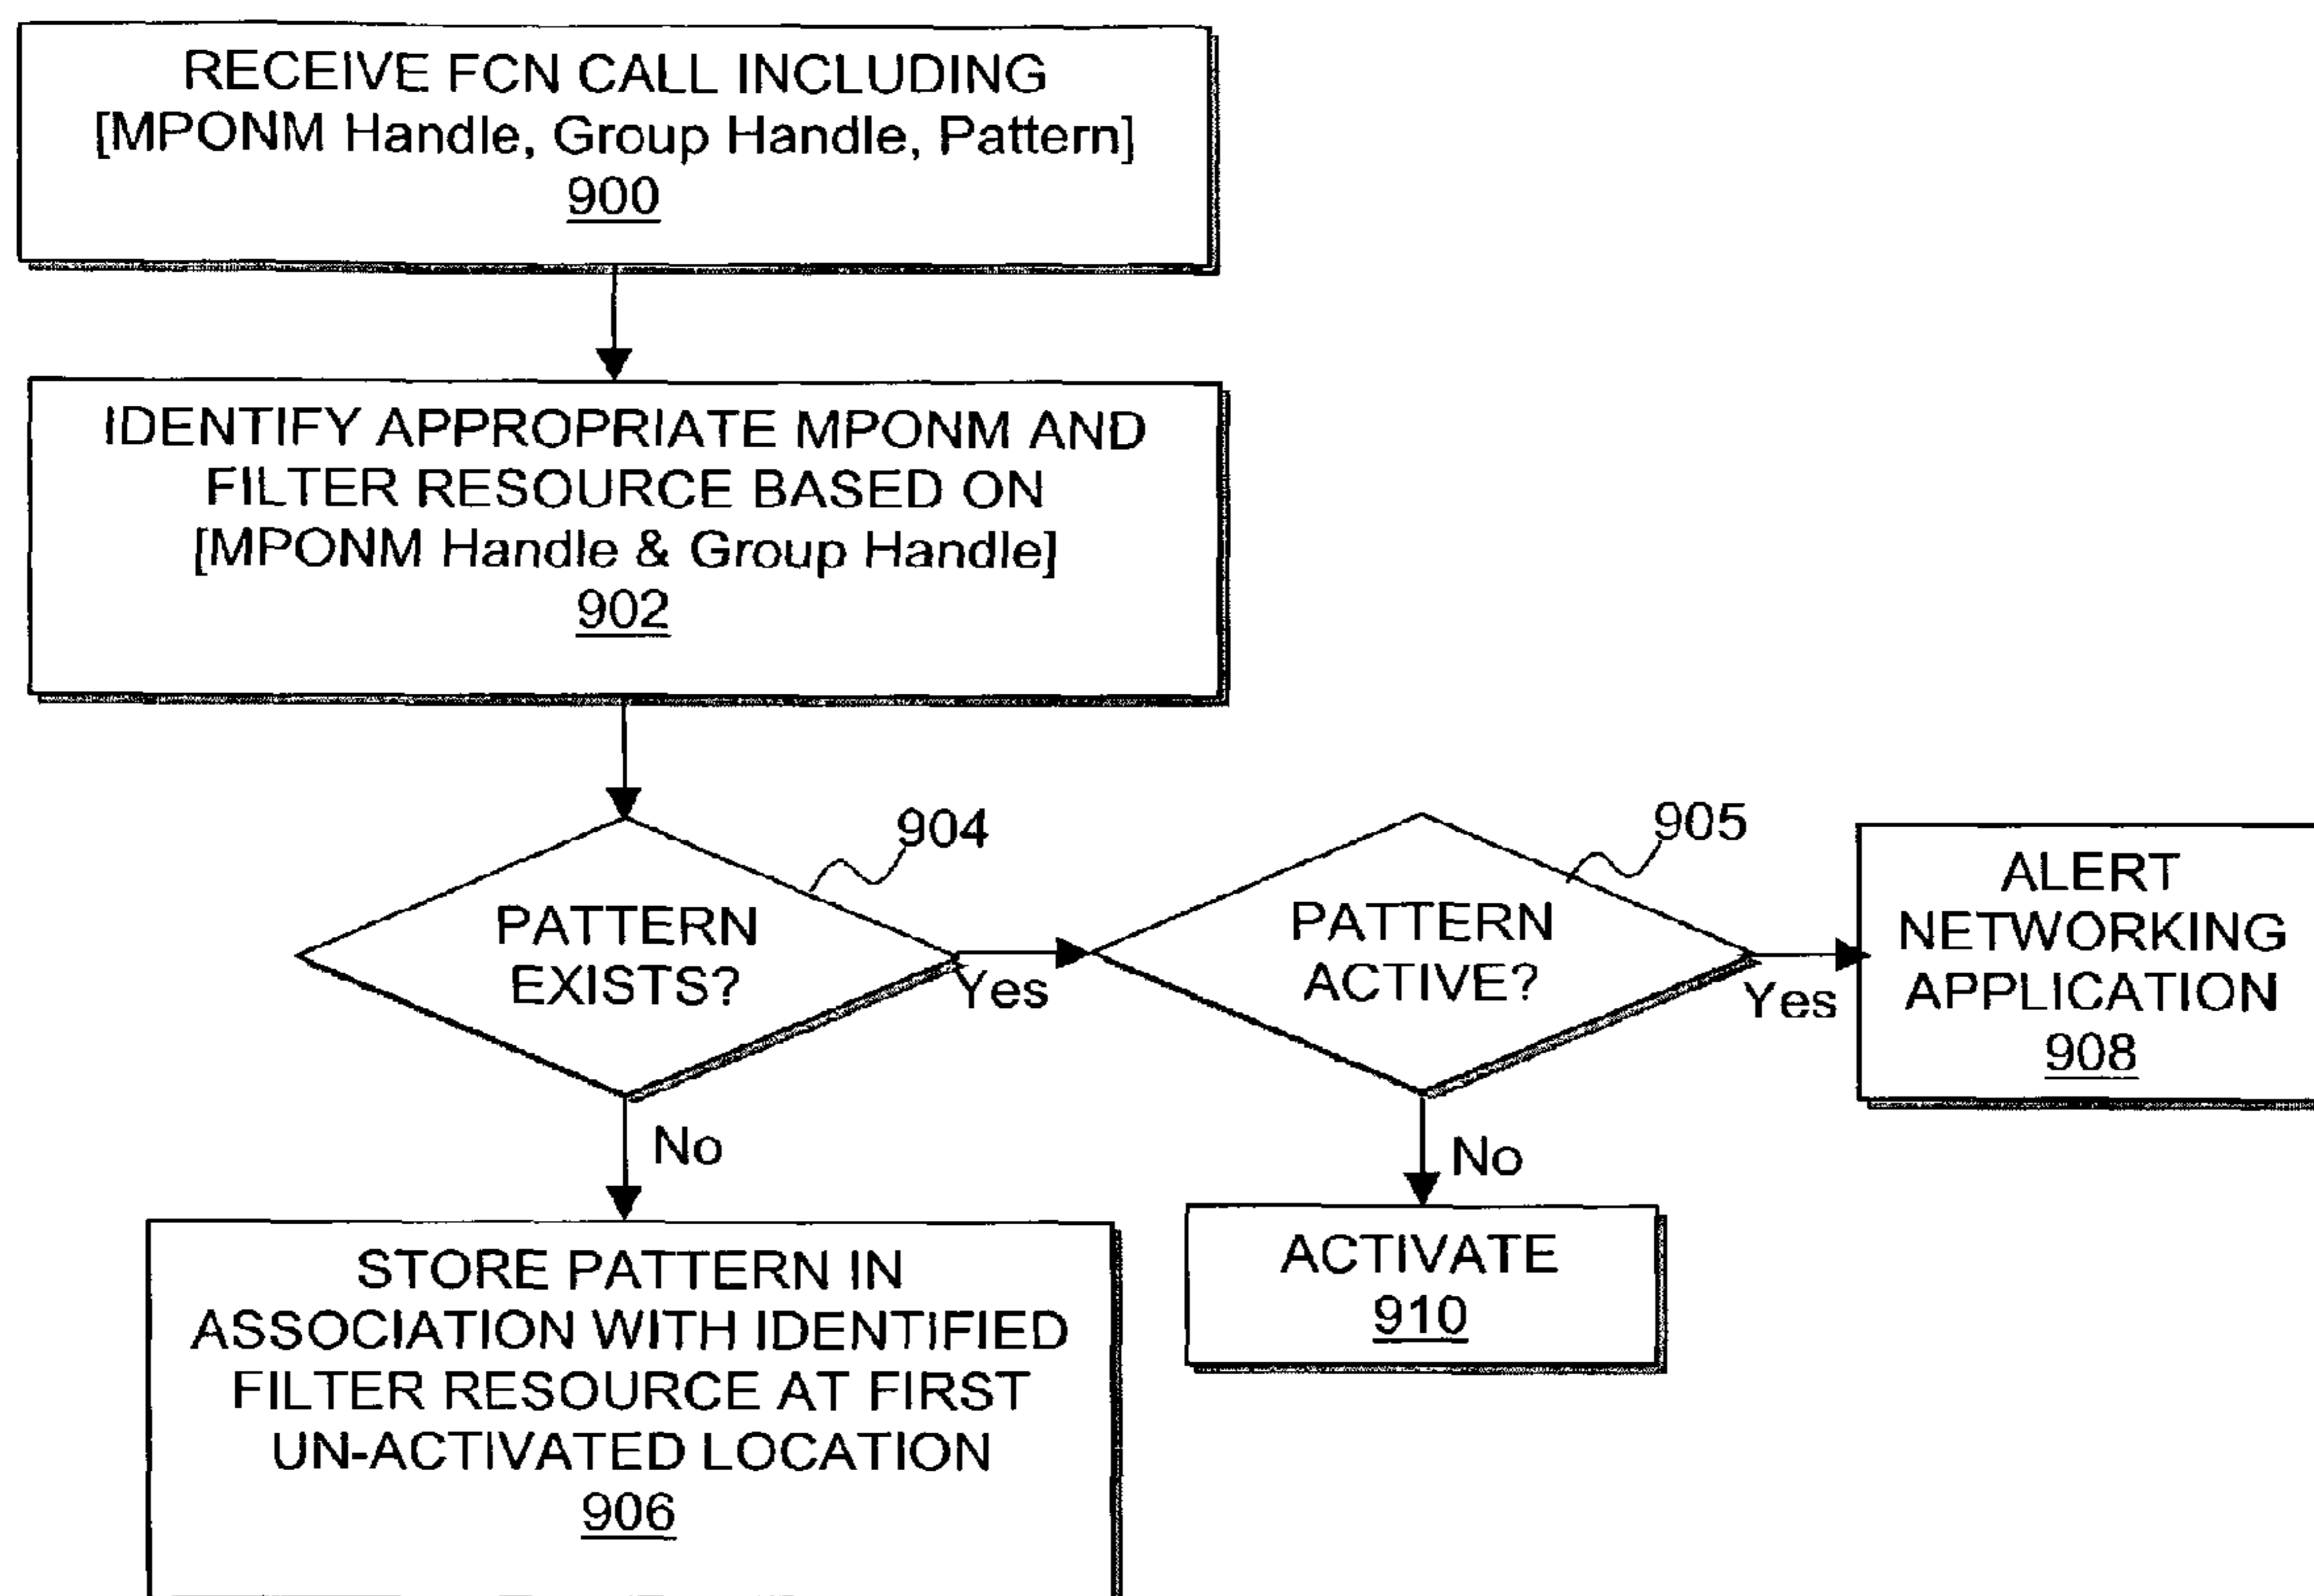 RECEIVE FCN CALL INCLUDING
[MPONM Handle, Group Handle, Pattern]
900
IDENTIFY APPROPRIATE MPONM AND
FILTER RESOURCE BASED ON
[MPONM Handle & Group Handle]
902
904
PATTERN
EXISTS?
Yes
No
905
PATTERN
ACTIVE?
Yes
No
ALERT
NETWORKING
APPLICATION
908
STORE PATTERN IN
ASSOCIATION WITH IDENTIFIED
FILTER RESOURCE AT FIRST
UN-ACTIVATED LOCATION
906
ACTIVATE
910